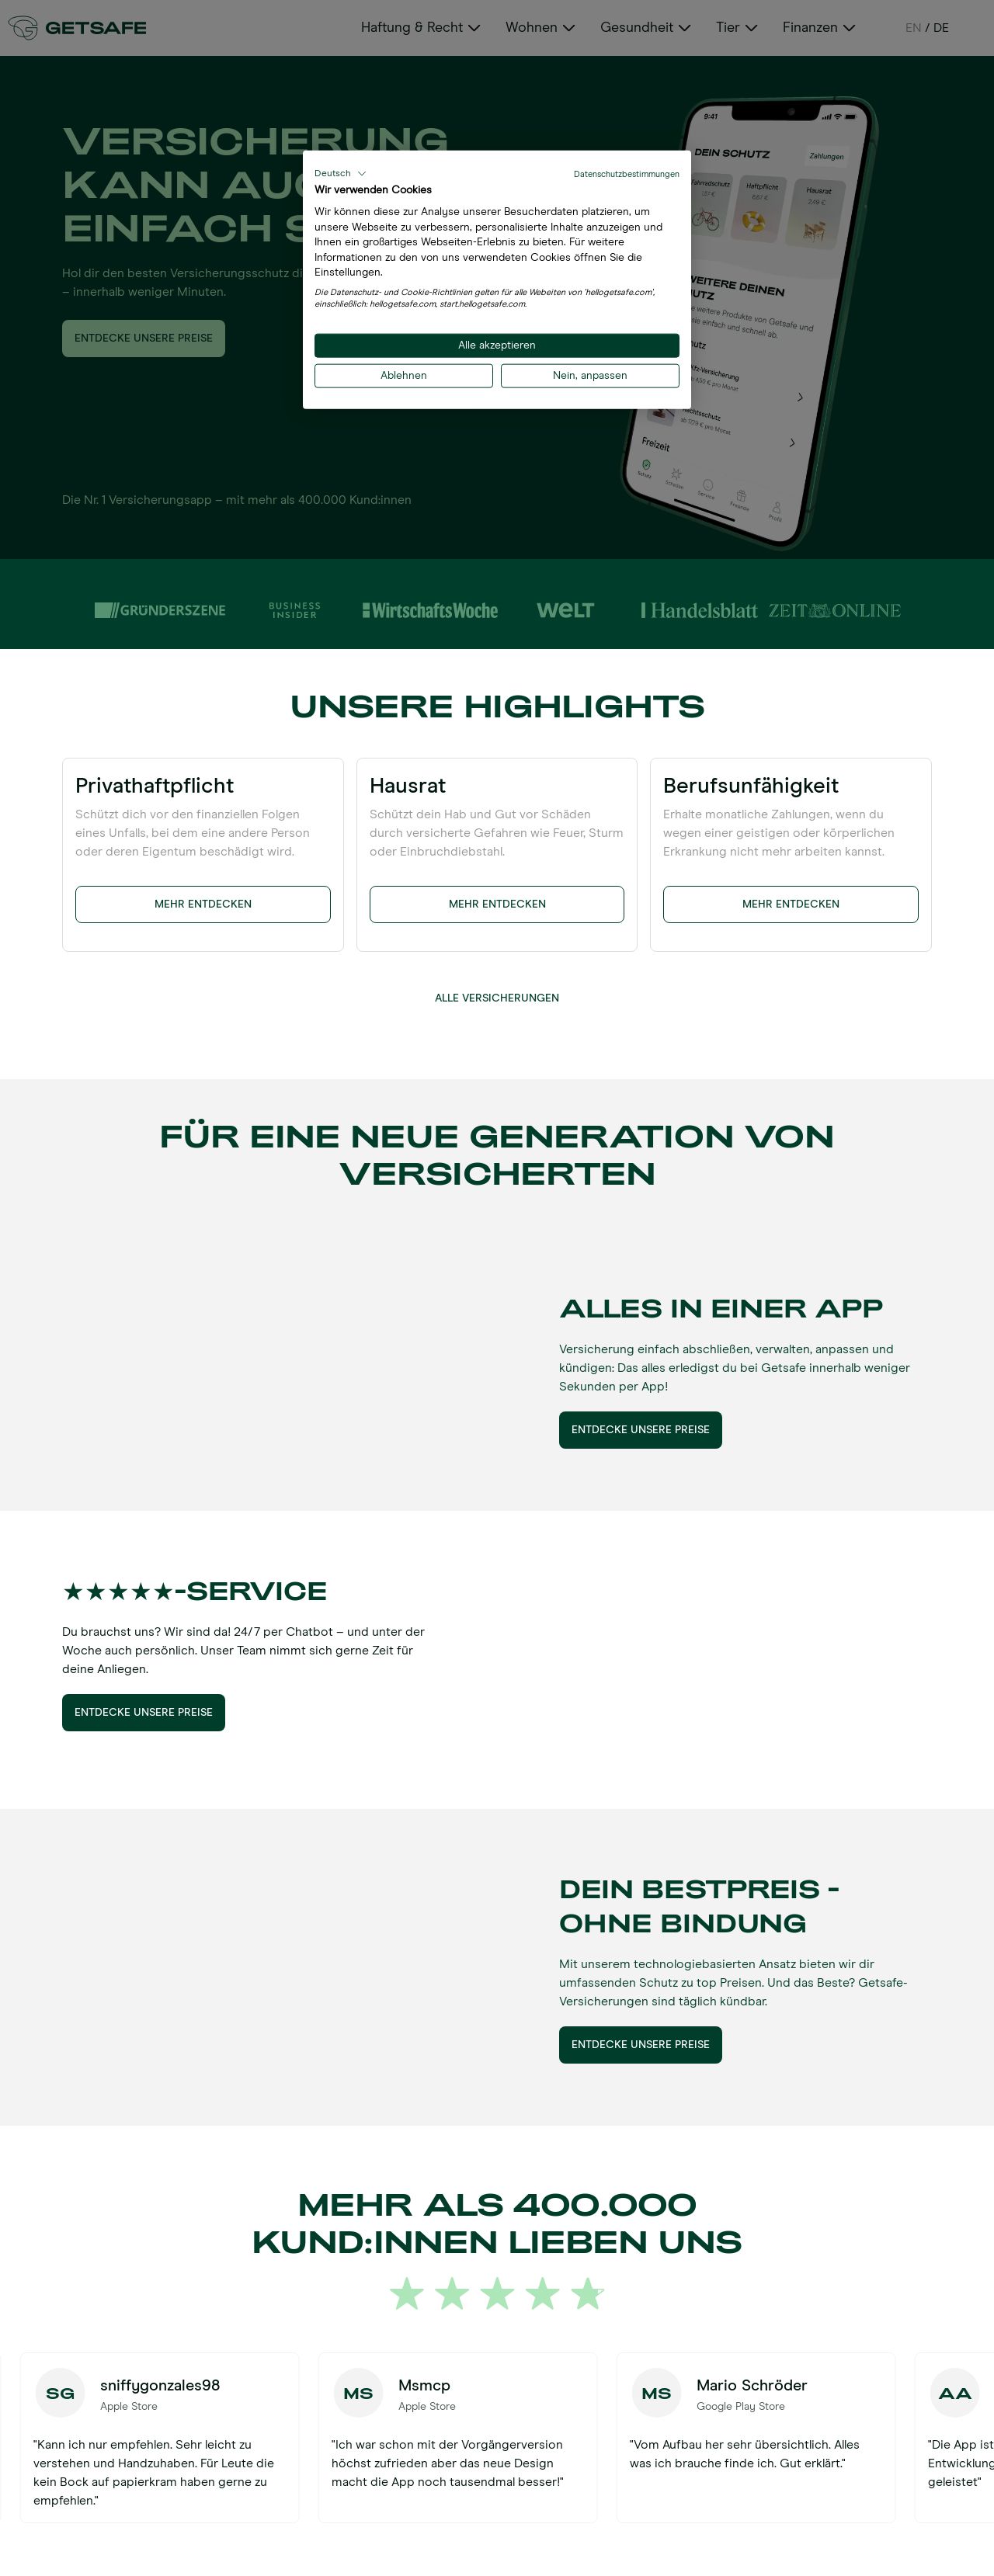 GETSAFE
Haftung & Recht
Wohnen
Gesundheit
Tier
Finanzen
EN / DE
VERSICHERUNG
KANN AUC
EINFACH S
Hol dir den besten Versicherungsschutz di
– innerhalb weniger Minuten.
ENTDECKE UNSERE PREISE
Die Nr. 1 Versicherungsapp – mit mehr als 400.000 Kund:innen
Deutsch
Datenschutzbestimmungen
Wir verwenden Cookies
Wir können diese zur Analyse unserer Besucherdaten platzieren, um
unsere Webseite zu verbessern, personalisierte Inhalte anzuzeigen und
Ihnen ein großartiges Webseiten-Erlebnis zu bieten. Für weitere
Informationen zu den von uns verwendeten Cookies öffnen Sie die
Einstellungen.
Die Datenschutz- und Cookie-Richtlinien gelten für alle Webeiten von 'hellogetsafe.com',
einschließlich: hellogetsafe.com, start.hellogetsafe.com.
Alle akzeptieren
Ablehnen
Nein, anpassen
9:41
DEIN SCHUTZ
Zahlungen
Haftpflicht
Hausrat
WEITERE DEINEN
weitere Produkte von Getsafe und
sie einfach und schnell ab.
Freizeit
Service
Freunde
Profil
GRÜNDERSZENE
BUSINESS
INSIDER
WirtschaftsWoche
WELT
Handelsblatt
ZEIT ONLINE
UNSERE HIGHLIGHTS
Privathaftpflicht
Schützt dich vor den finanziellen Folgen
eines Unfalls, bei dem eine andere Person
oder deren Eigentum beschädigt wird.
MEHR ENTDECKEN
Hausrat
Schützt dein Hab und Gut vor Schäden
durch versicherte Gefahren wie Feuer, Sturm
oder Einbruchdiebstahl.
MEHR ENTDECKEN
Berufsunfähigkeit
Erhalte monatliche Zahlungen, wenn du
wegen einer geistigen oder körperlichen
Erkrankung nicht mehr arbeiten kannst.
MEHR ENTDECKEN
ALLE VERSICHERUNGEN
FÜR EINE NEUE GENERATION VON
VERSICHERTEN
ALLES IN EINER APP
Versicherung einfach abschließen, verwalten, anpassen und
kündigen: Das alles erledigst du bei Getsafe innerhalb weniger
Sekunden per App!
ENTDECKE UNSERE PREISE
★★★★★-SERVICE
Du brauchst uns? Wir sind da! 24/7 per Chatbot – und unter der
Woche auch persönlich. Unser Team nimmt sich gerne Zeit für
deine Anliegen.
ENTDECKE UNSERE PREISE
DEIN BESTPREIS -
OHNE BINDUNG
Mit unserem technologiebasierten Ansatz bieten wir dir
umfassenden Schutz zu top Preisen. Und das Beste? Getsafe-
Versicherungen sind täglich kündbar.
ENTDECKE UNSERE PREISE
MEHR ALS 400.000
KUND:INNEN LIEBEN UNS
SG
sniffygonzales98
Apple Store
"Kann ich nur empfehlen. Sehr leicht zu
verstehen und Handzuhaben. Für Leute die
kein Bock auf papierkram haben gerne zu
empfehlen."
MS
Msmcp
Apple Store
"Ich war schon mit der Vorgängerversion
höchst zufrieden aber das neue Design
macht die App noch tausendmal besser!"
MS
Mario Schröder
Google Play Store
"Vom Aufbau her sehr übersichtlich. Alles
was ich brauche finde ich. Gut erklärt."
AA
"Die App ist
Entwicklung
geleistet"